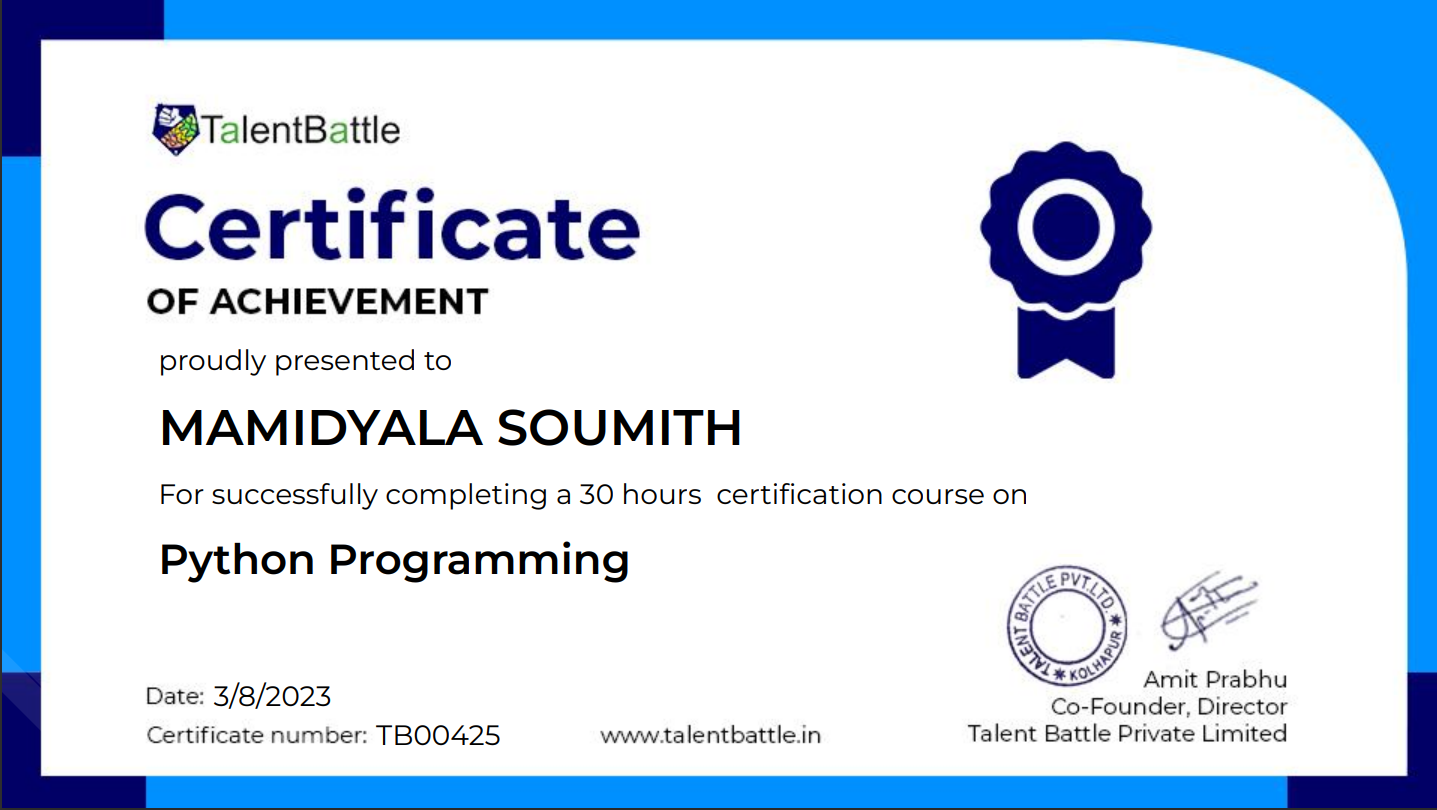 TalentBattle
Certificate
OF ACHIEVEMENT
proudly presented to
MAMIDYALA SOUMITH
For successfully completing a 30 hours certification course on
Python Programming
TALENT BATTLE PVT.LTD. * KOLHAPUR *
Amit Prabhu
Co-Founder, Director
Talent Battle Private Limited
Date: 3/8/2023
Certificate number: TB00425
www.talentbattle.in